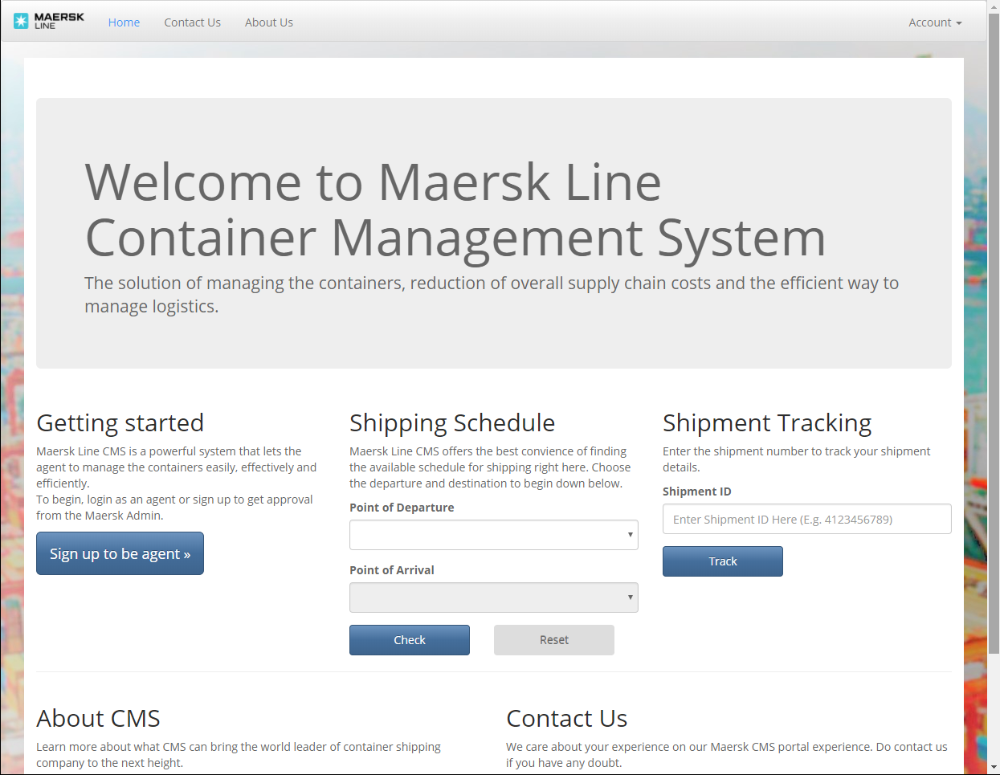 MAERSK
LINE
Home
Contact Us
About Us
Account
Welcome to Maersk Line
Container Management System
The solution of managing the containers, reduction of overall supply chain costs and the efficient way to
manage logistics.
Getting started
Maersk Line CMS is a powerful system that lets the
agent to manage the containers easily, effectively and
efficiently.
To begin, login as an agent or sign up to get approval
from the Maersk Admin.
Sign up to be agent »
Shipping Schedule
Maersk Line CMS offers the best convience of finding
the available schedule for shipping right here. Choose
the departure and destination to begin down below.
Point of Departure
Point of Arrival
Check
Reset
Shipment Tracking
Enter the shipment number to track your shipment
details.
Shipment ID
Enter Shipment ID Here (E.g. 4123456789)
Track
About CMS
Learn more about what CMS can bring the world leader of container shipping
company to the next height.
Contact Us
We care about your experience on our Maersk CMS portal experience. Do contact us
if you have any doubt.